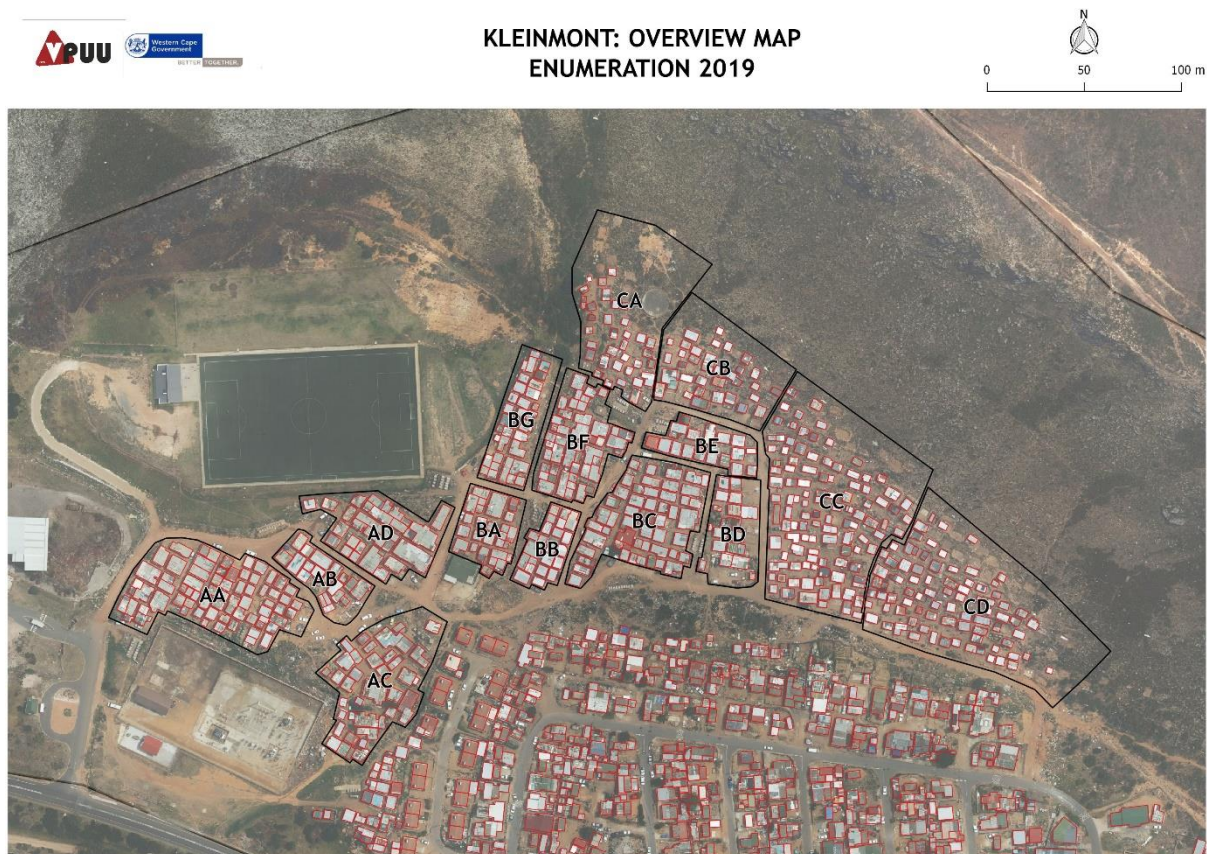 VPUU
Western Cape
Government
BETTER TOGETHER.
KLEINMONT: OVERVIEW MAP
ENUMERATION 2019
N
0 50 100 m
CA
CB
BG
BF
BE
CC
BA
BB
BC
BD
AD
AB
AA
CD
AC